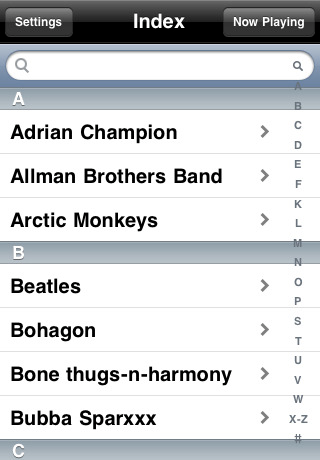 Settings
Index
Now Playing
A
Adrian Champion
Allman Brothers Band
Arctic Monkeys
B
Beatles
Bohagon
Bone thugs-n-harmony
Bubba Sparxxx
C
A
B
C
D
E
F
K
L
M
N
O
P
S
T
U
V
W
X-Z
#